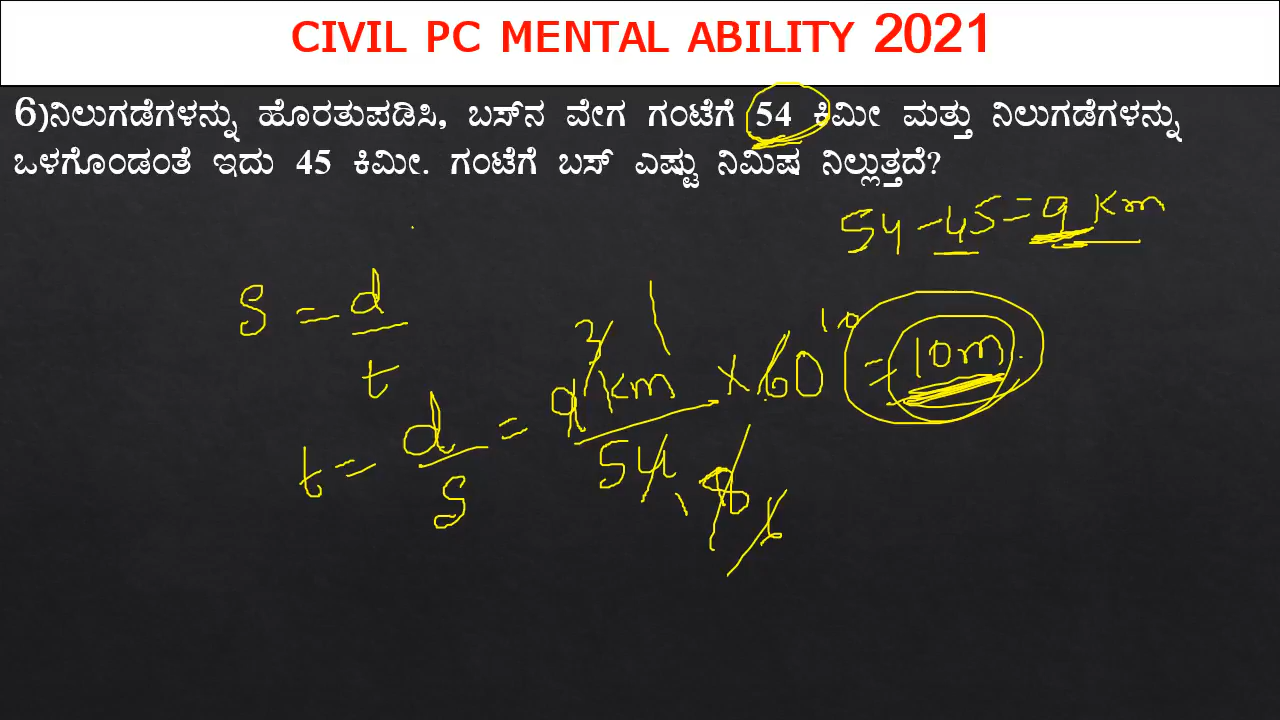 CIVIL PC MENTAL ABILITY 2021
6)ನಿಲುಗಡೆಗಳನ್ನು ಹೊರತುಪಡಿಸಿ, ಬಸ್‌ನ ವೇಗ ಗಂಟೆಗೆ 54 ಕಿಮೀ ಮತ್ತು ನಿಲುಗಡೆಗಳನ್ನು
ಒಳಗೊಂಡಂತೆ ಇದು 45 ಕಿಮೀ. ಗಂಟೆಗೆ ಬಸ್ ಎಷ್ಟು ನಿಮಿಷ ನಿಲ್ಲುತ್ತದೆ?
54 - 45 = 9 km
S = d / t
t = d / S = 9 km / 54 × 60 10 = 10m